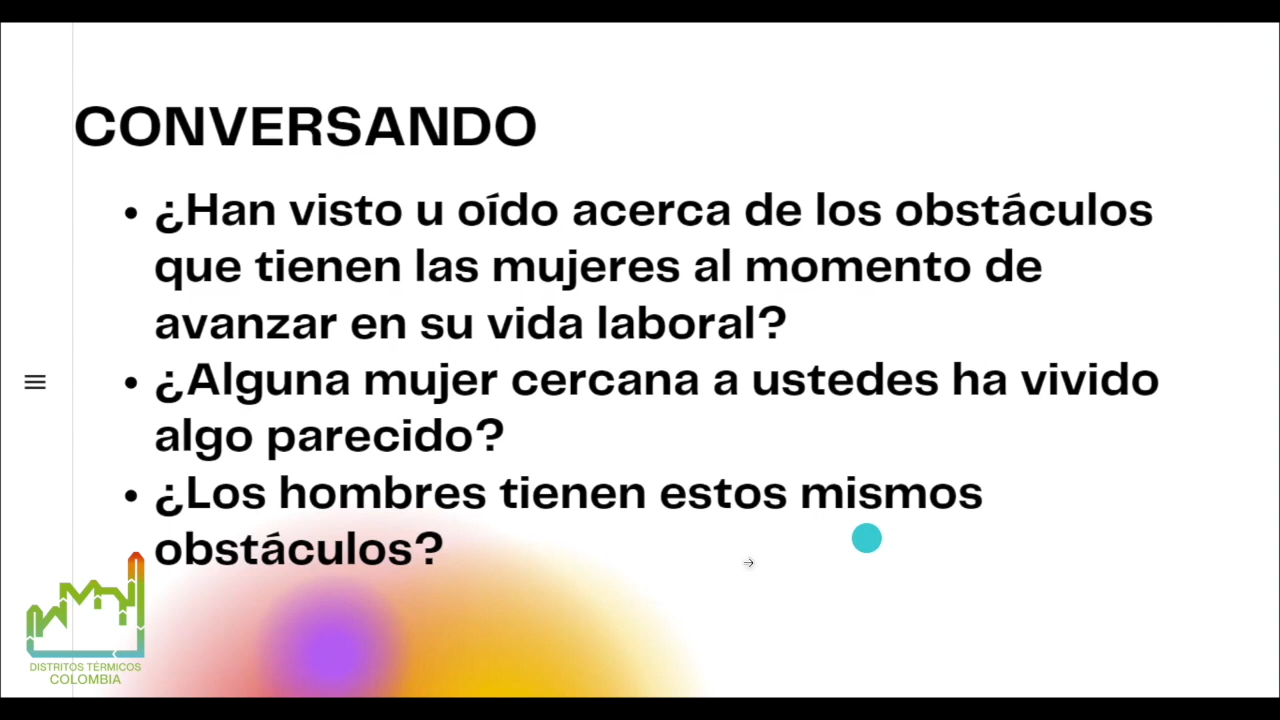 CONVERSANDO
• ¿Han visto u oído acerca de los obstáculos
que tienen las mujeres al momento de
avanzar en su vida laboral?
• ¿Alguna mujer cercana a ustedes ha vivido
algo parecido?
• ¿Los hombres tienen estos mismos
obstáculos?
DISTRITOS TÉRMICOS
COLOMBIA